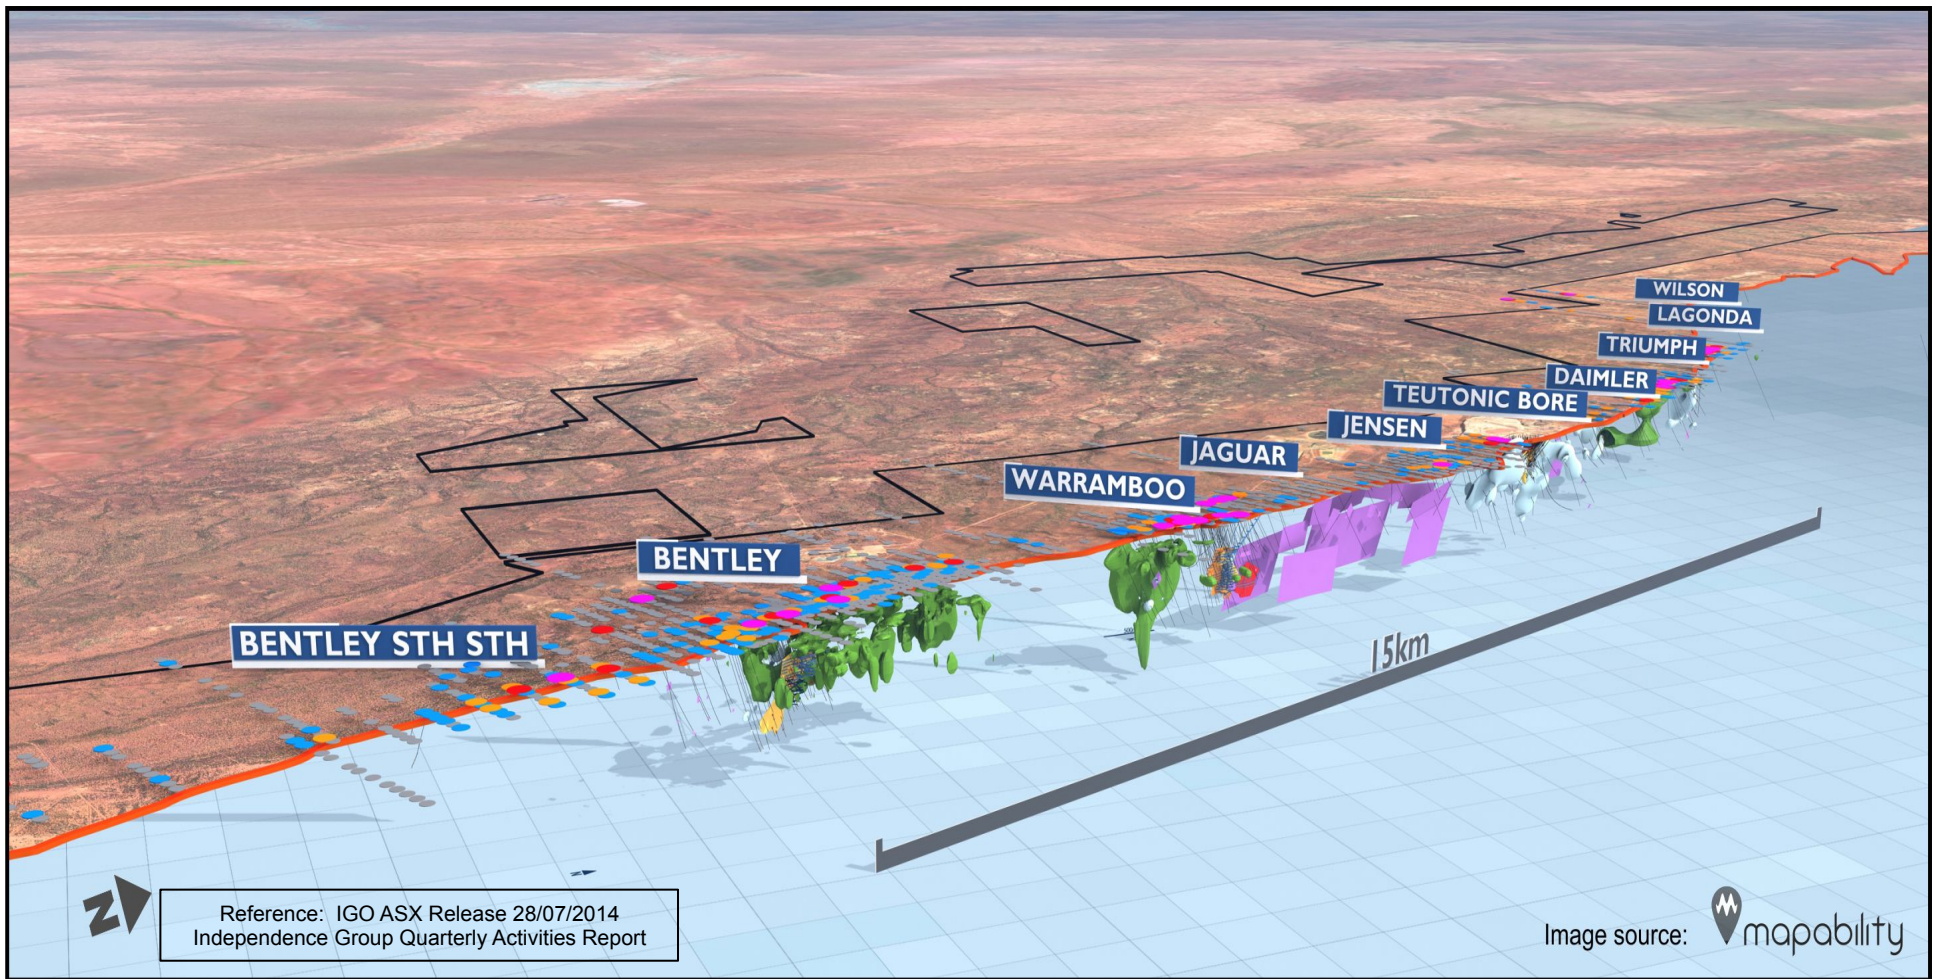 WILSON
LAGONDA
TRIUMPH
DAIMLER
TEUTONIC BORE
JENSEN
JAGUAR
WARRAMBOO
BENTLEY
BENTLEY STH STH
15km
N
Reference: IGO ASX Release 28/07/2014
Independence Group Quarterly Activities Report
Image source:
mapability